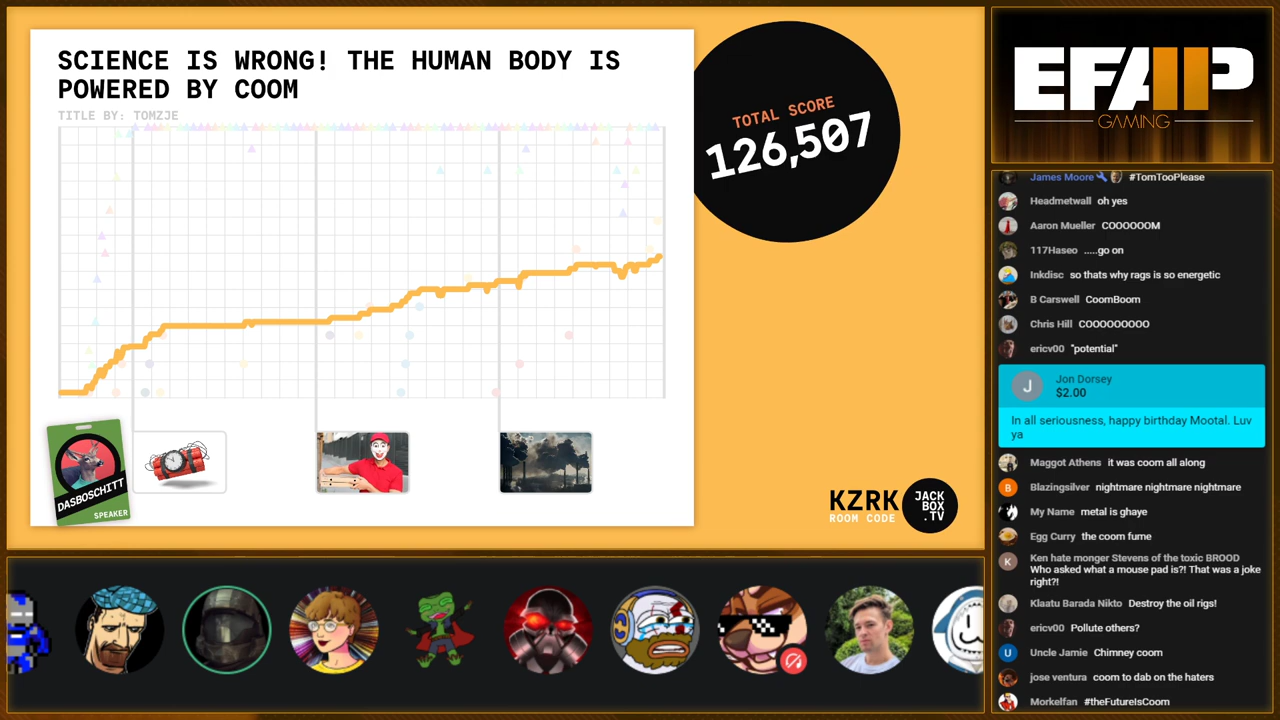 SCIENCE IS WRONG! THE HUMAN BODY IS
POWERED BY COOM
TITLE BY: TOMZJE
TOTAL SCORE
126,507
DASBOSCHITT
SPEAKER
KZRK
ROOM CODE
JACK
BOX
.TV
EFAP
GAMING
James Moore #TomTooPlease
Headmetwall oh yes
Aaron Mueller COOOOOOM
117Haseo .....go on
Inkdisc so thats why rags is so energetic
B Carswell CoomBoom
Chris Hill COOOOOOOOO
ericv00 "potential"
J
Jon Dorsey
$2.00
In all seriousness, happy birthday Mootal. Luv
ya
Maggot Athens it was coom all along
B
Blazingsilver nightmare nightmare nightmare
My Name metal is ghaye
Egg Curry the coom fume
K
Ken hate monger Stevens of the toxic BROOD
Who asked what a mouse pad is?! That was a joke
right?!
Klaatu Barada Nikto Destroy the oil rigs!
ericv00 Pollute others?
U
Uncle Jamie Chimney coom
jose ventura coom to dab on the haters
Morkelfan #theFutureIsCoom